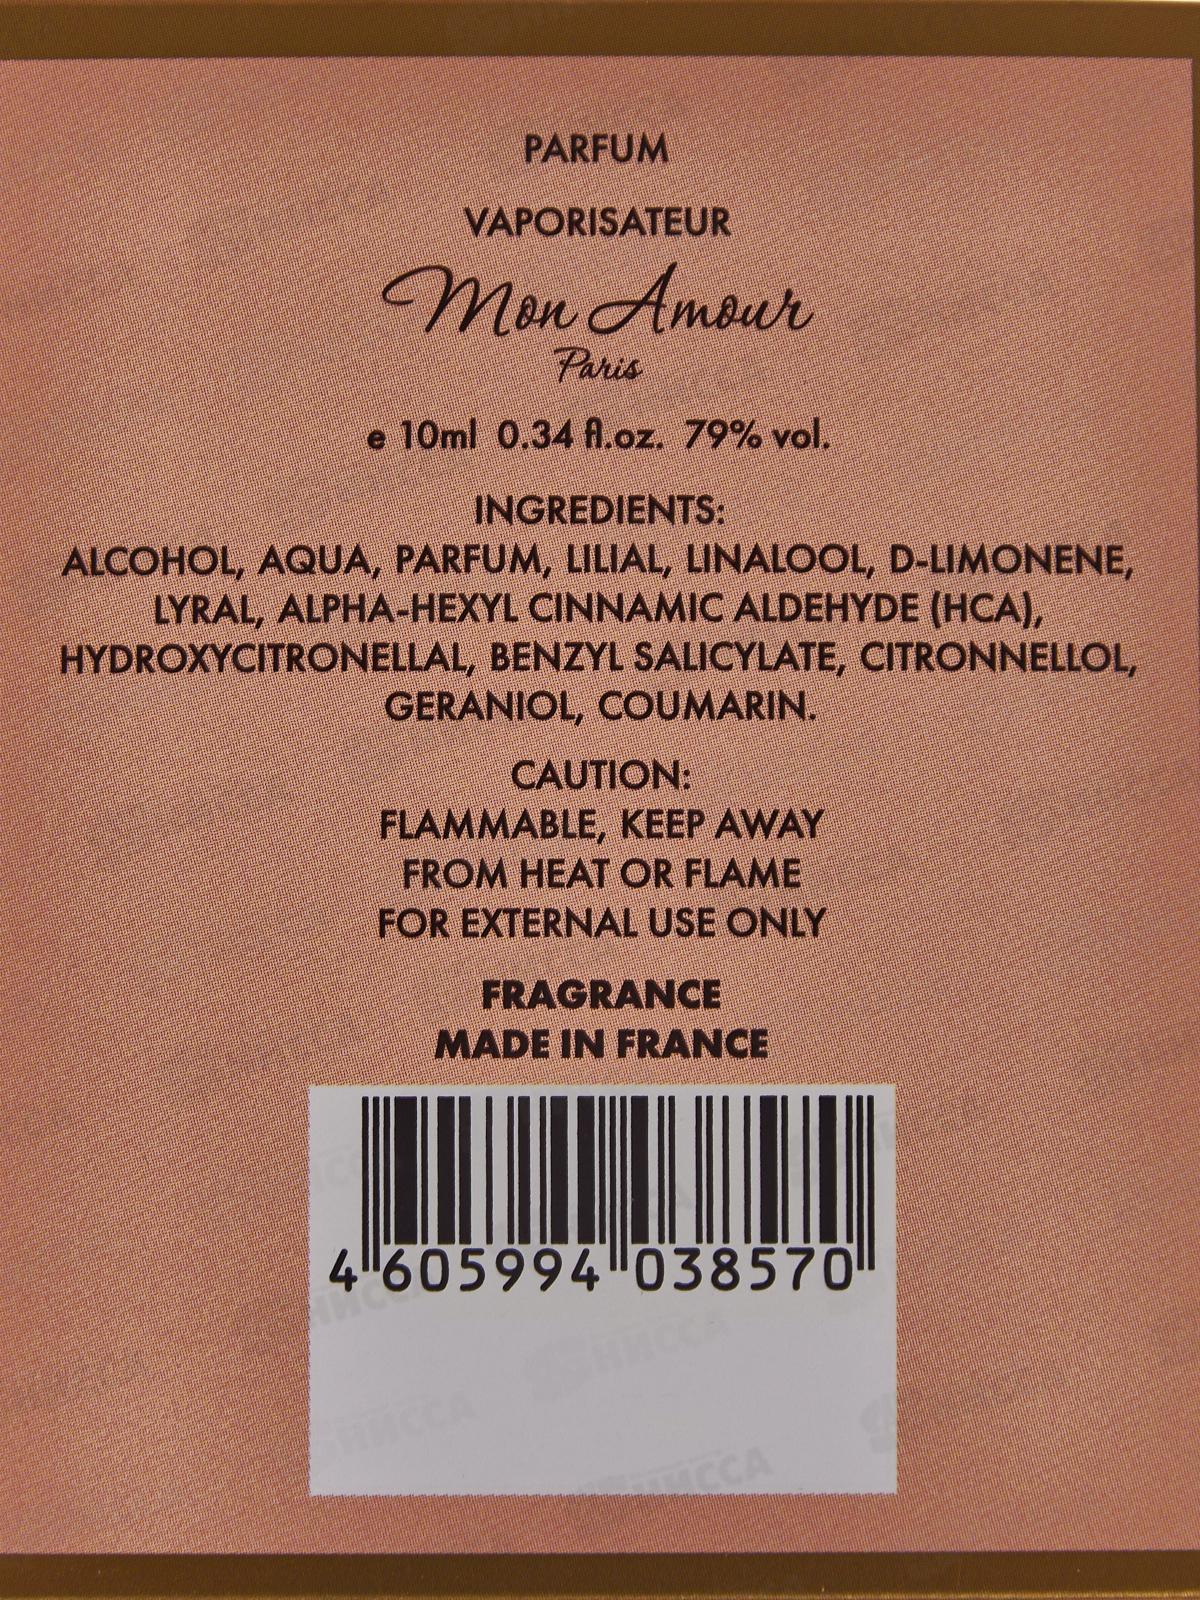 PARFUM
VAPORISATEUR
Mon Amour
Paris
e 10ml 0.34 fl.oz. 79% vol.
INGREDIENTS:
ALCOHOL, AQUA, PARFUM, LILIAL, LINALOOL, D-LIMONENE,
LYRAL, ALPHA-HEXYL CINNAMIC ALDEHYDE (HCA),
HYDROXYCITRONELLAL, BENZYL SALICYLATE, CITRONNELLOL,
GERANIOL, COUMARIN.
CAUTION:
FLAMMABLE, KEEP AWAY
FROM HEAT OR FLAME
FOR EXTERNAL USE ONLY
FRAGRANCE
MADE IN FRANCE
4 605994 038570